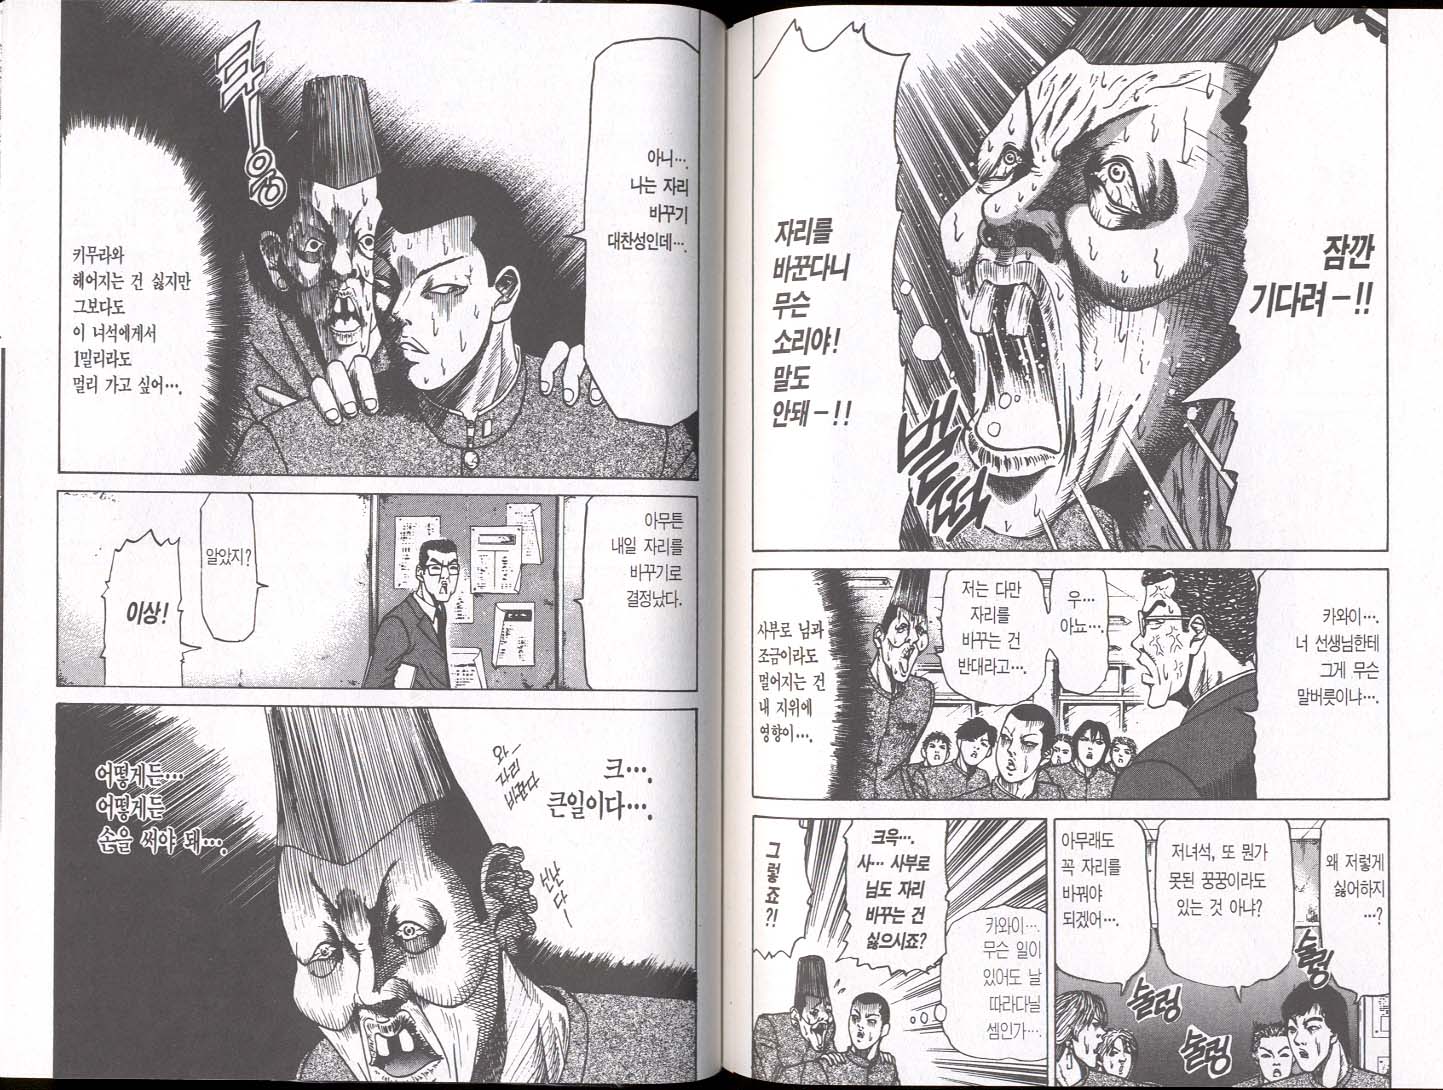 잠깐
기다려-!!
자리를
바꾼다니
무슨
소리야!
말도
안돼-!!
벌떡
카와이….
너 선생님한테
그게 무슨
말버릇이냐….
우…
아뇨….
저는 다만
자리를
바꾸는 건
반대라고….
사부로 님과
조금이라도
멀어지는 건
내 지위에
영향이….
왜 저렇게
싫어하지
…?
저녀석, 또 뭔가
못된 꿍꿍이라도
있는 것 아냐?
아무래도
꼭 자리를
바꿔야
되겠어….
술렁
술렁
술렁
카와이…
무슨 일이
있어도 날
따라다닐
셈인가….
크윽….
사… 사부로
님도 자리
바꾸는 건
싫으시죠?
그렇죠?!
아니….
나는 자리
바꾸기
대찬성인데….
터
엉
키무라와
헤어지는 건 싫지만
그보다도
이 녀석에게서
1밀리라도
멀리 가고 싶어….
아무튼
내일 자리를
바꾸기로
결정났다.
알았지?
이상!
크….
큰일이다….
와-
자리
바꾼다
신난
다-
어떻게든…
어떻게든
손을 써야 돼….